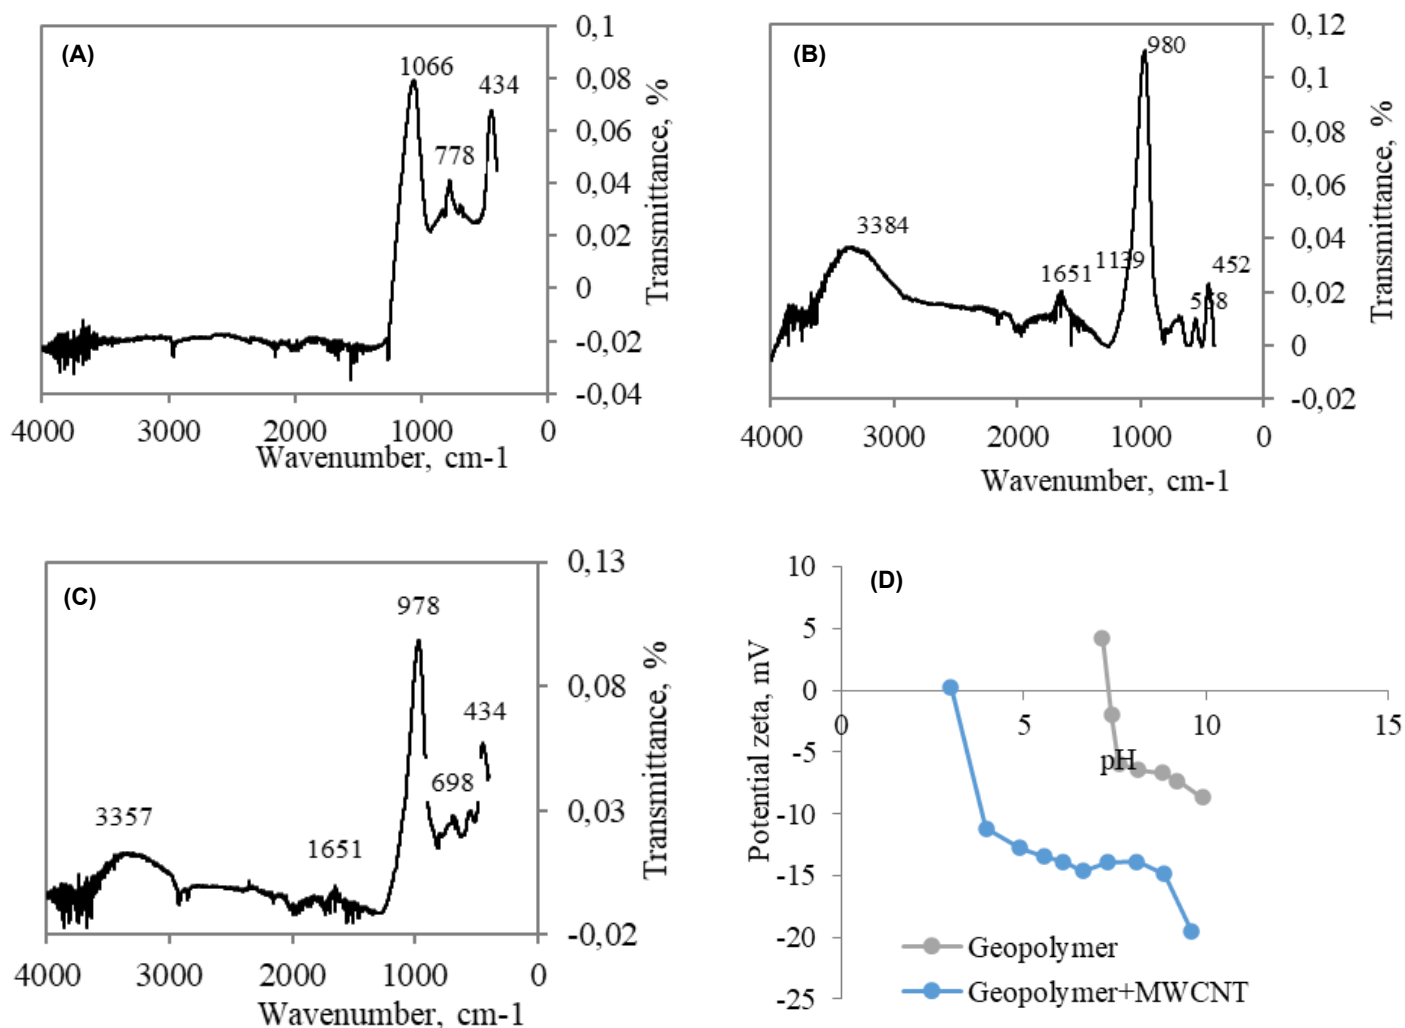 (A)
1066
434
778
0,1
0,08
0,06
0,04
0,02
0
-0,02
-0,04
Transmittance, %
4000 3000 2000 1000 0
Wavenumber, cm-1
(B)
980
3384
1651
1139
452
568
0,12
0,1
0,08
0,06
0,04
0,02
0
-0,02
Transmittance, %
4000 3000 2000 1000 0
Wavenumber, cm-1
(C)
978
434
698
3357
1651
0,13
0,08
0,03
-0,02
Transmittance, %
4000 3000 2000 1000 0
Wavenumber, cm-1
(D)
10
5
0
-5
-10
-15
-20
-25
Potential zeta, mV
0 5 10 15
pH
Geopolymer
Geopolymer+MWCNT